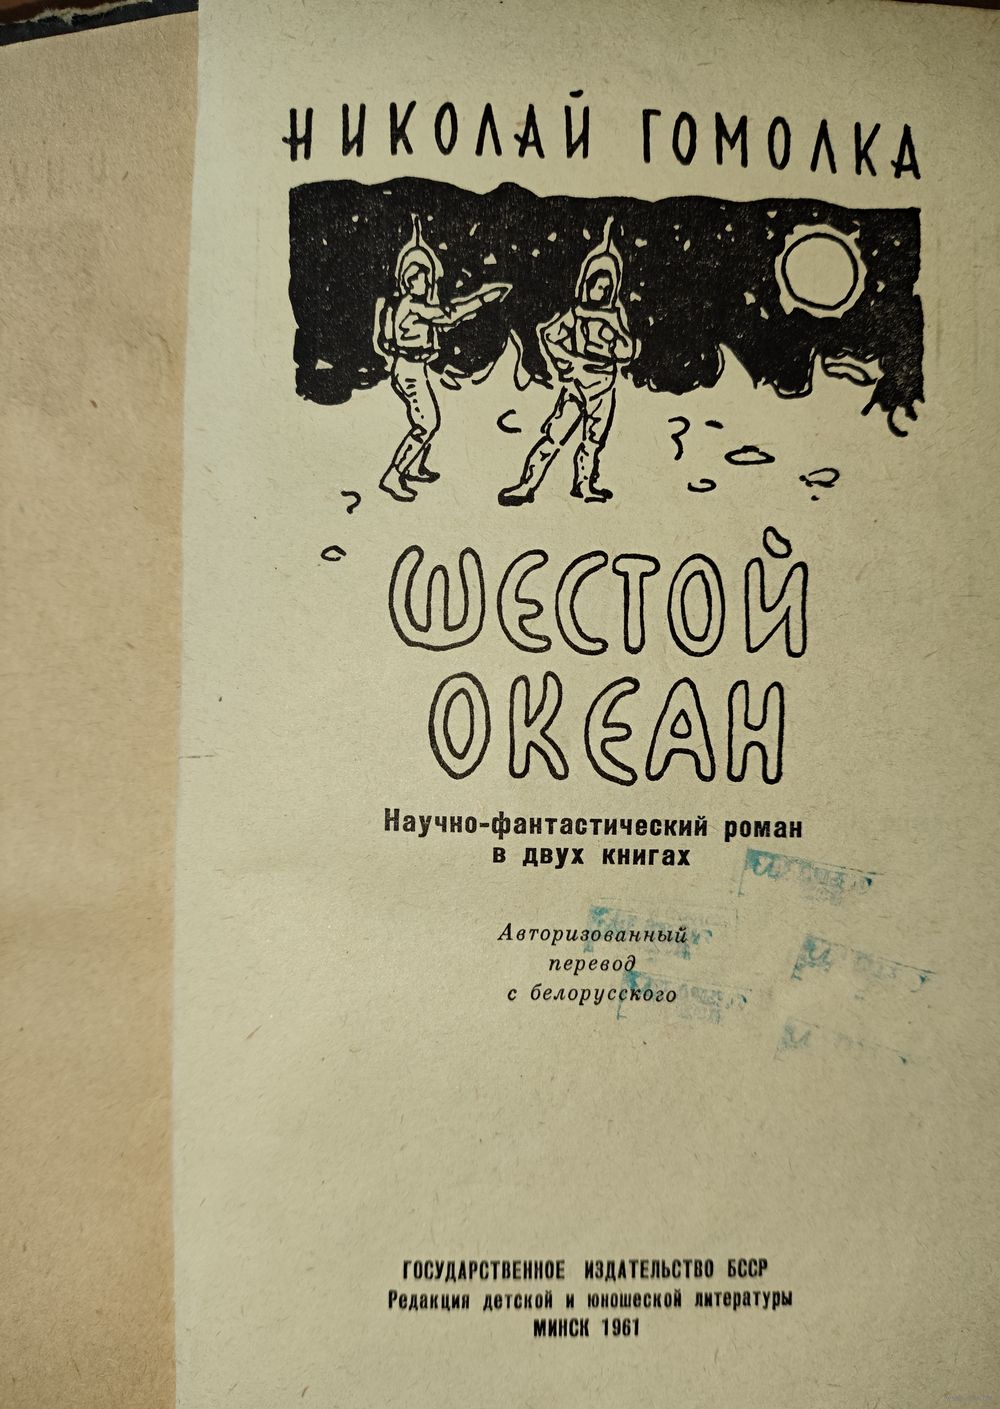 НИКОЛАЙ ГОМОЛКА
ШЕСТОЙ
ОКЕАН
Научно-фантастический роман
в двух книгах
Авторизованный
перевод
с белорусского
ГОСУДАРСТВЕННОЕ ИЗДАТЕЛЬСТВО БССР
Редакция детской и юношеской литературы
МИНСК 1961